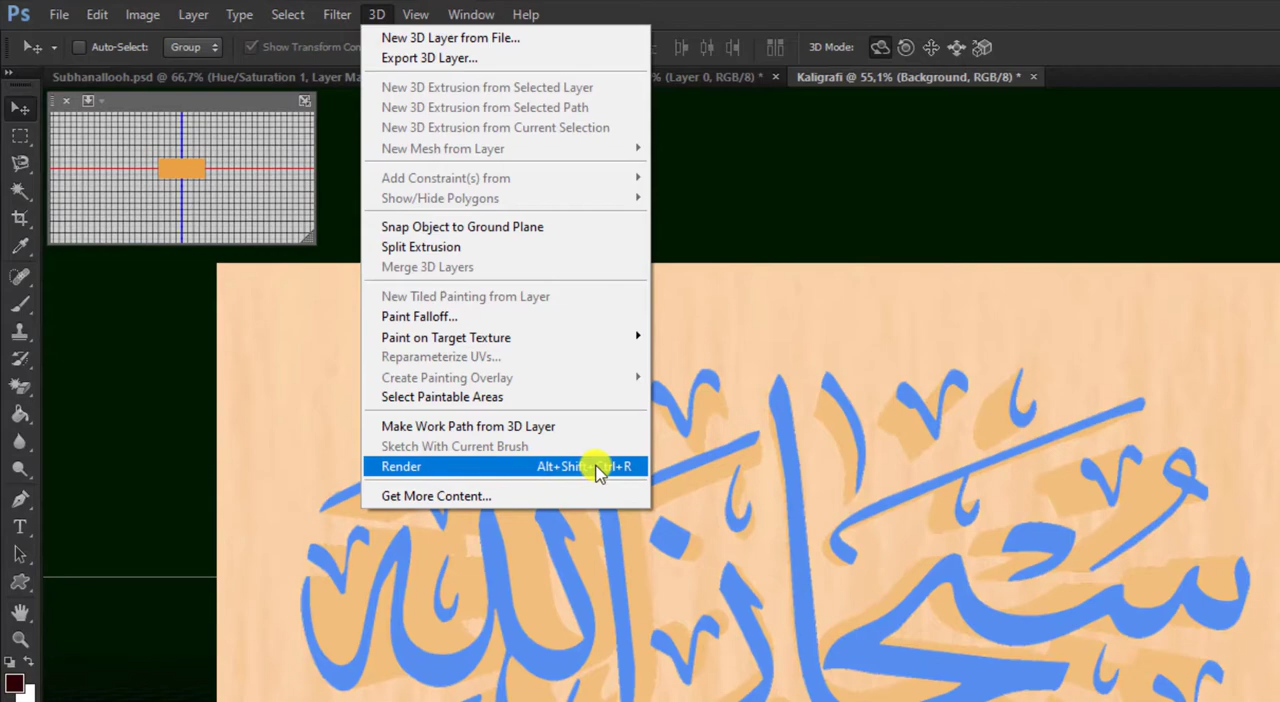 Ps File Edit Image Layer Type Select Filter 3D View Window Help
Auto-Select: Group Show Transform Con 3D Mode:
Subhanallooh.psd @ 66,7% (Hue/Saturation 1, Layer Ma % (Layer 0, RGB/8) * × Kaligrafi @ 55,1% (Background, RGB/8) * ×
New 3D Layer from File...
Export 3D Layer...
New 3D Extrusion from Selected Layer
New 3D Extrusion from Selected Path
New 3D Extrusion from Current Selection
New Mesh from Layer
Add Constraint(s) from
Show/Hide Polygons
Snap Object to Ground Plane
Split Extrusion
Merge 3D Layers
New Tiled Painting from Layer
Paint Falloff...
Paint on Target Texture
Reparameterize UVs...
Create Painting Overlay
Select Paintable Areas
Make Work Path from 3D Layer
Sketch With Current Brush
Render Alt+Shift+Ctrl+R
Get More Content...
سبحان الله